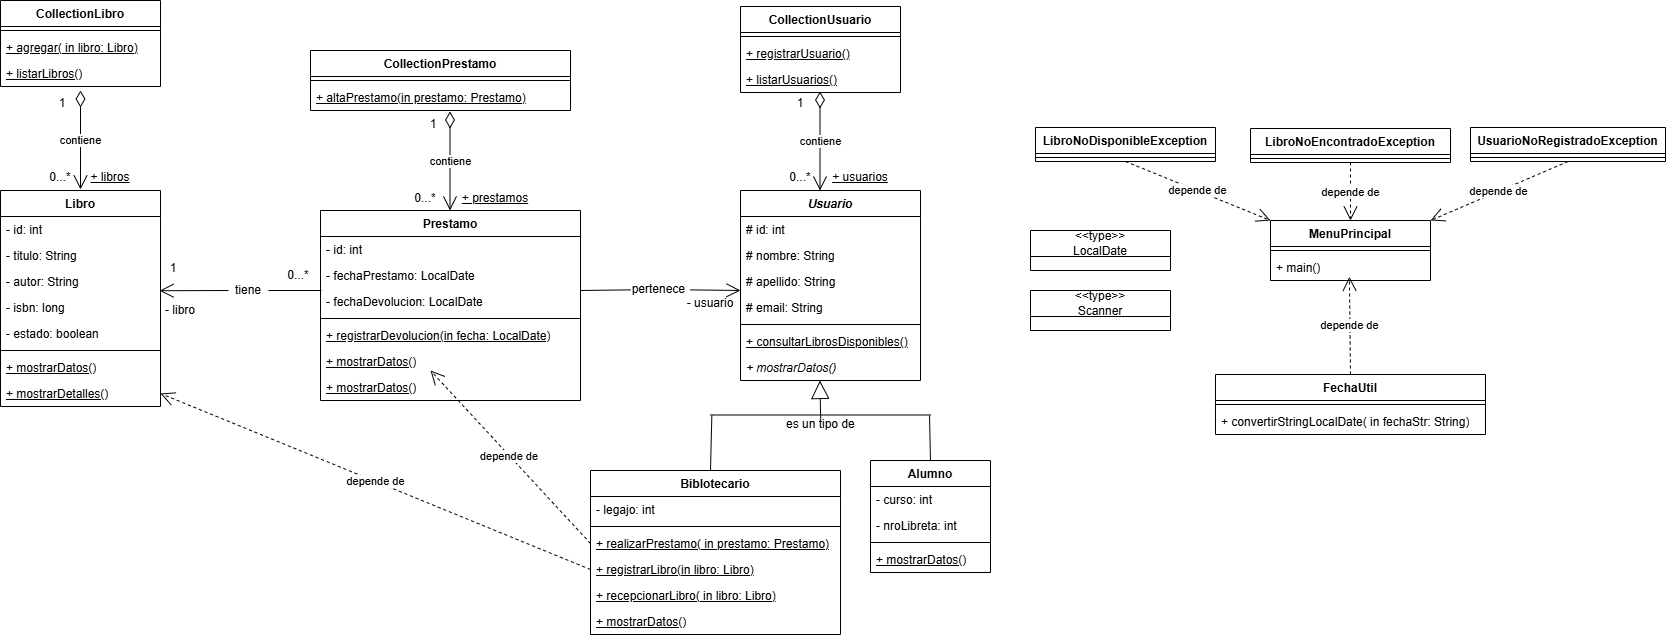 CollectionLibro
+ agregar( in libro: Libro)
+ listarLibros()
1
contiene
0...*
+ libros
Libro
- id: int
- titulo: String
- autor: String
- isbn: long
- estado: boolean
+ mostrarDatos()
+ mostrarDetalles()
1
- libro
tiene
0...*
CollectionPrestamo
+ altaPrestamo(in prestamo: Prestamo)
1
contiene
0...*
+ prestamos
Prestamo
- id: int
- fechaPrestamo: LocalDate
- fechaDevolucion: LocalDate
+ registrarDevolucion(in fecha: LocalDate)
+ mostrarDatos()
+ mostrarDatos()
pertenece
- usuario
CollectionUsuario
+ registrarUsuario()
+ listarUsuarios()
1
contiene
0...*
+ usuarios
Usuario
# id: int
# nombre: String
# apellido: String
# email: String
+ consultarLibrosDisponibles()
+ mostrarDatos()
es un tipo de
depende de
depende de
Biblotecario
- legajo: int
+ realizarPrestamo( in prestamo: Prestamo)
+ registrarLibro(in libro: Libro)
+ recepcionarLibro( in libro: Libro)
+ mostrarDatos()
Alumno
- curso: int
- nroLibreta: int
+ mostrarDatos()
LibroNoDisponibleException
LibroNoEncontradoException
UsuarioNoRegistradoException
depende de
depende de
depende de
<<type>>
LocalDate
<<type>>
Scanner
MenuPrincipal
+ main()
depende de
FechaUtil
+ convertirStringLocalDate( in fechaStr: String)